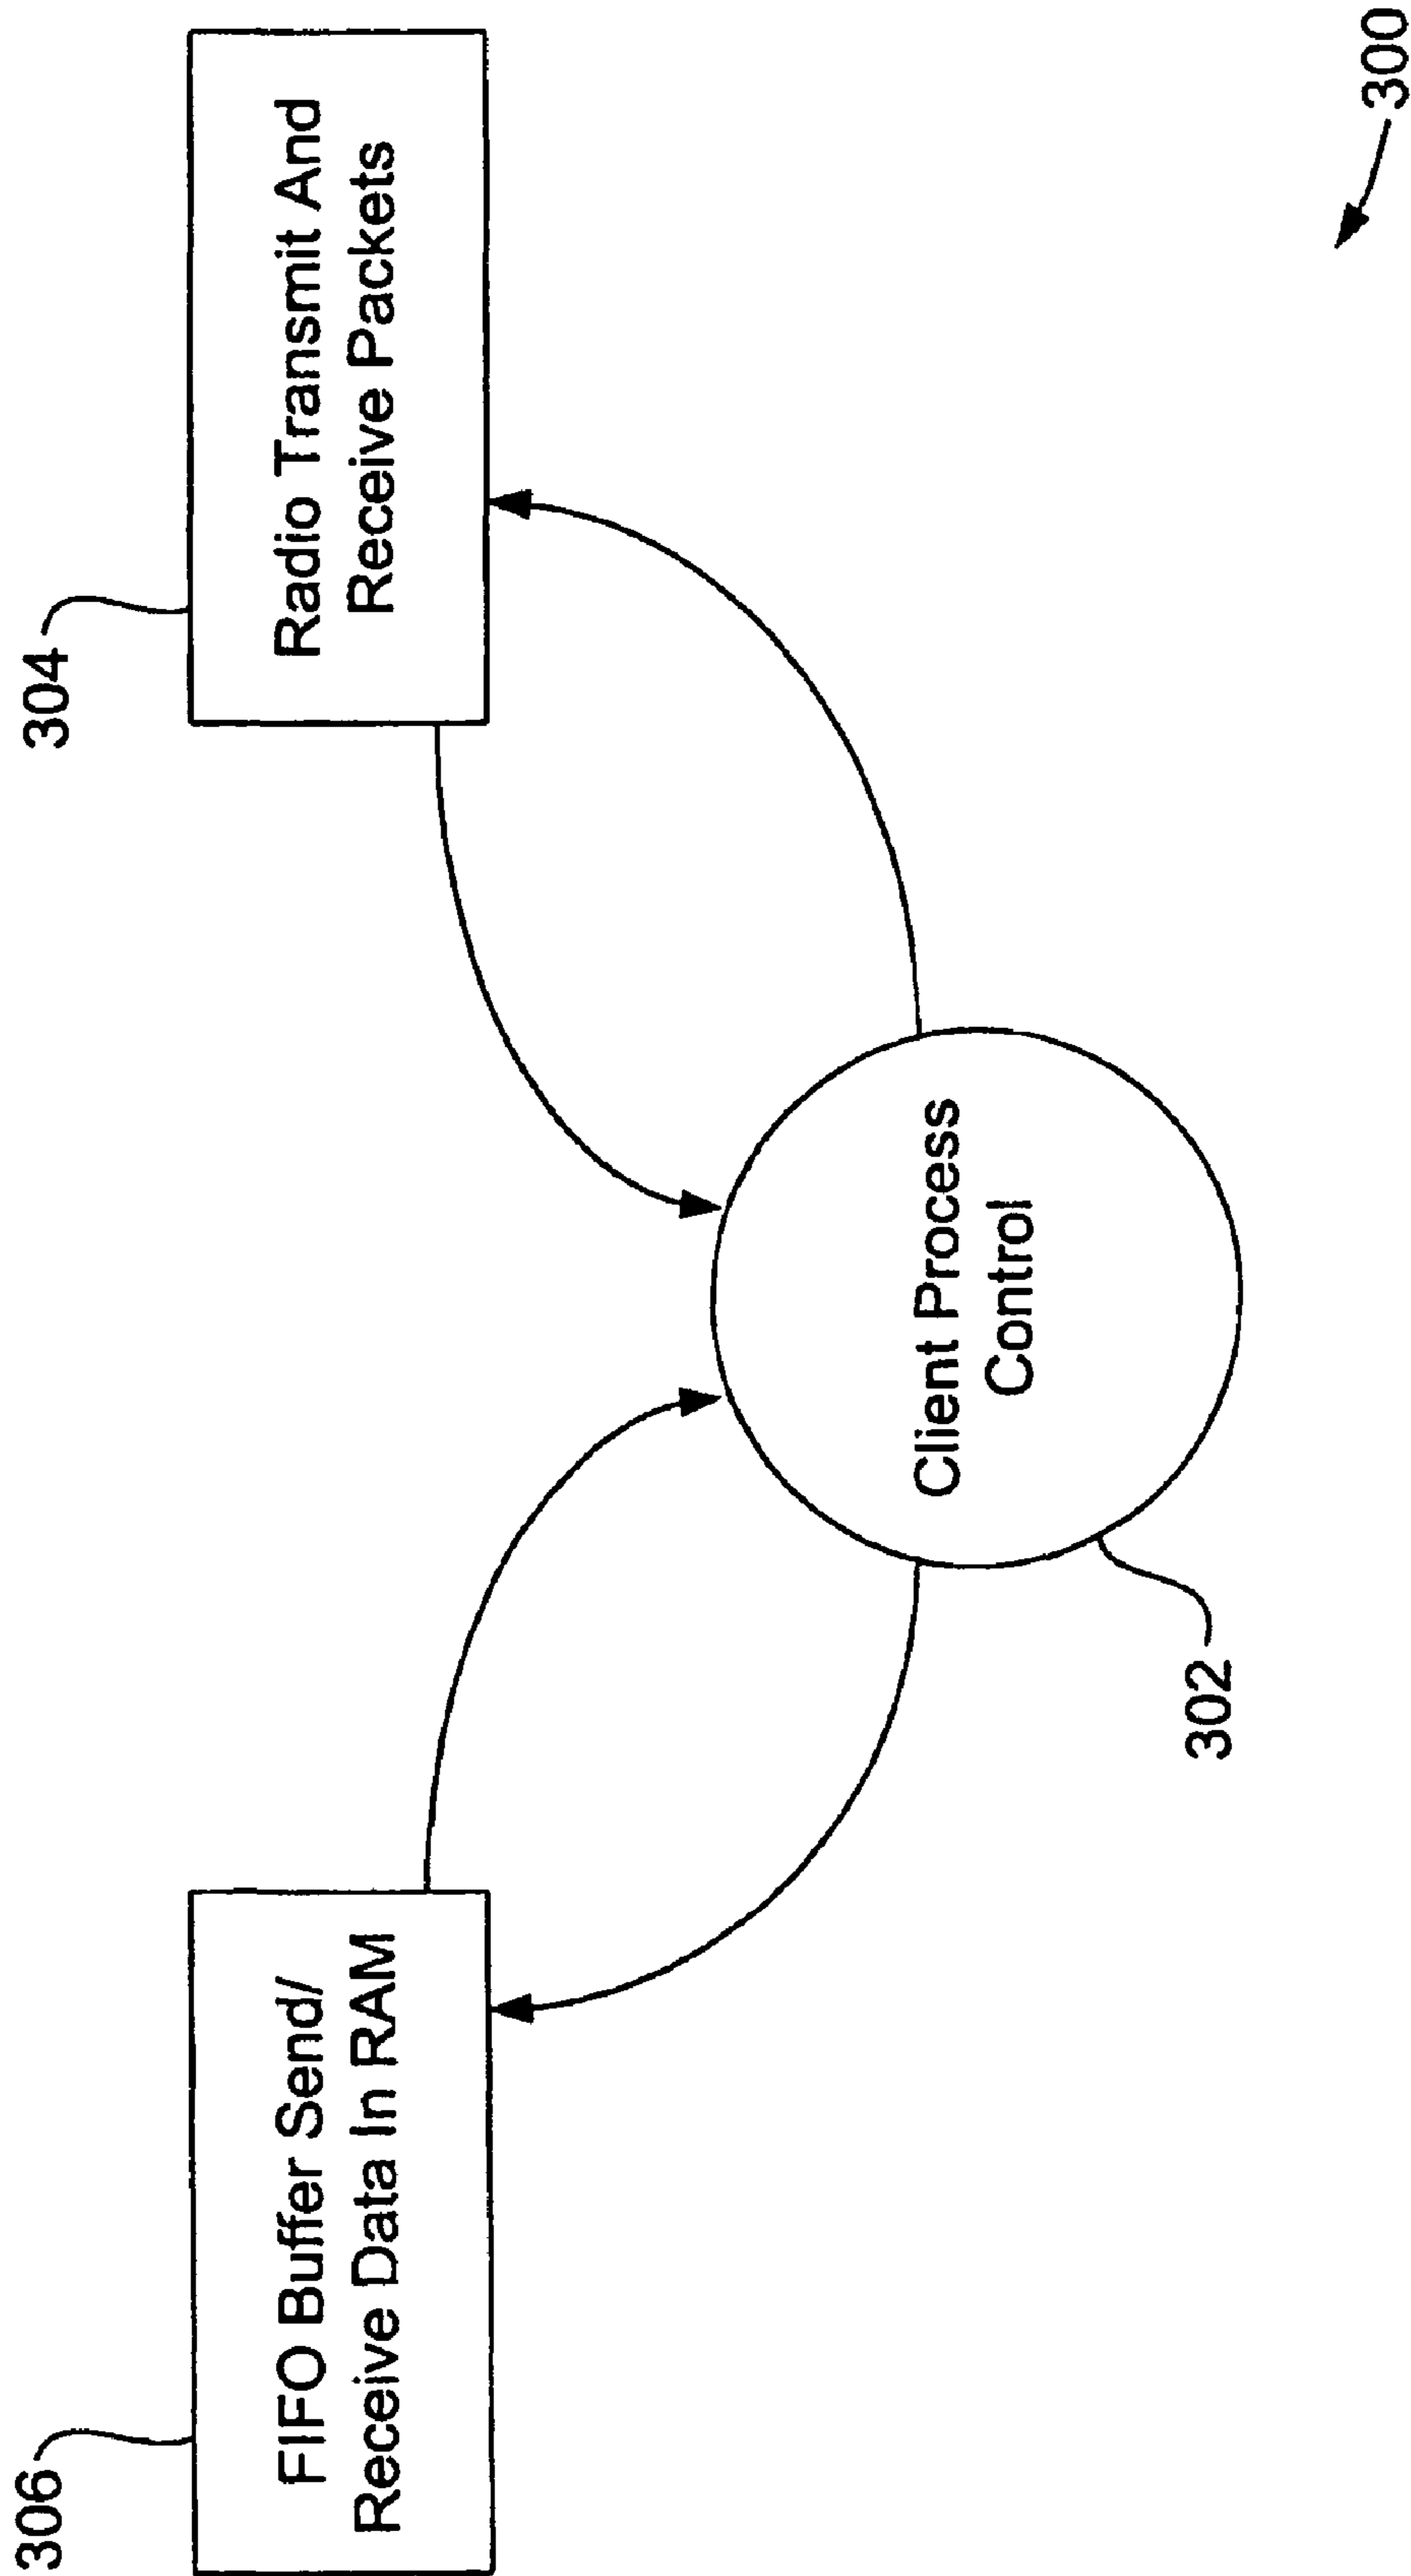 306
FIFO Buffer Send/
Receive Data In RAM
304
Radio Transmit And
Receive Packets
Client Process
Control
302
300